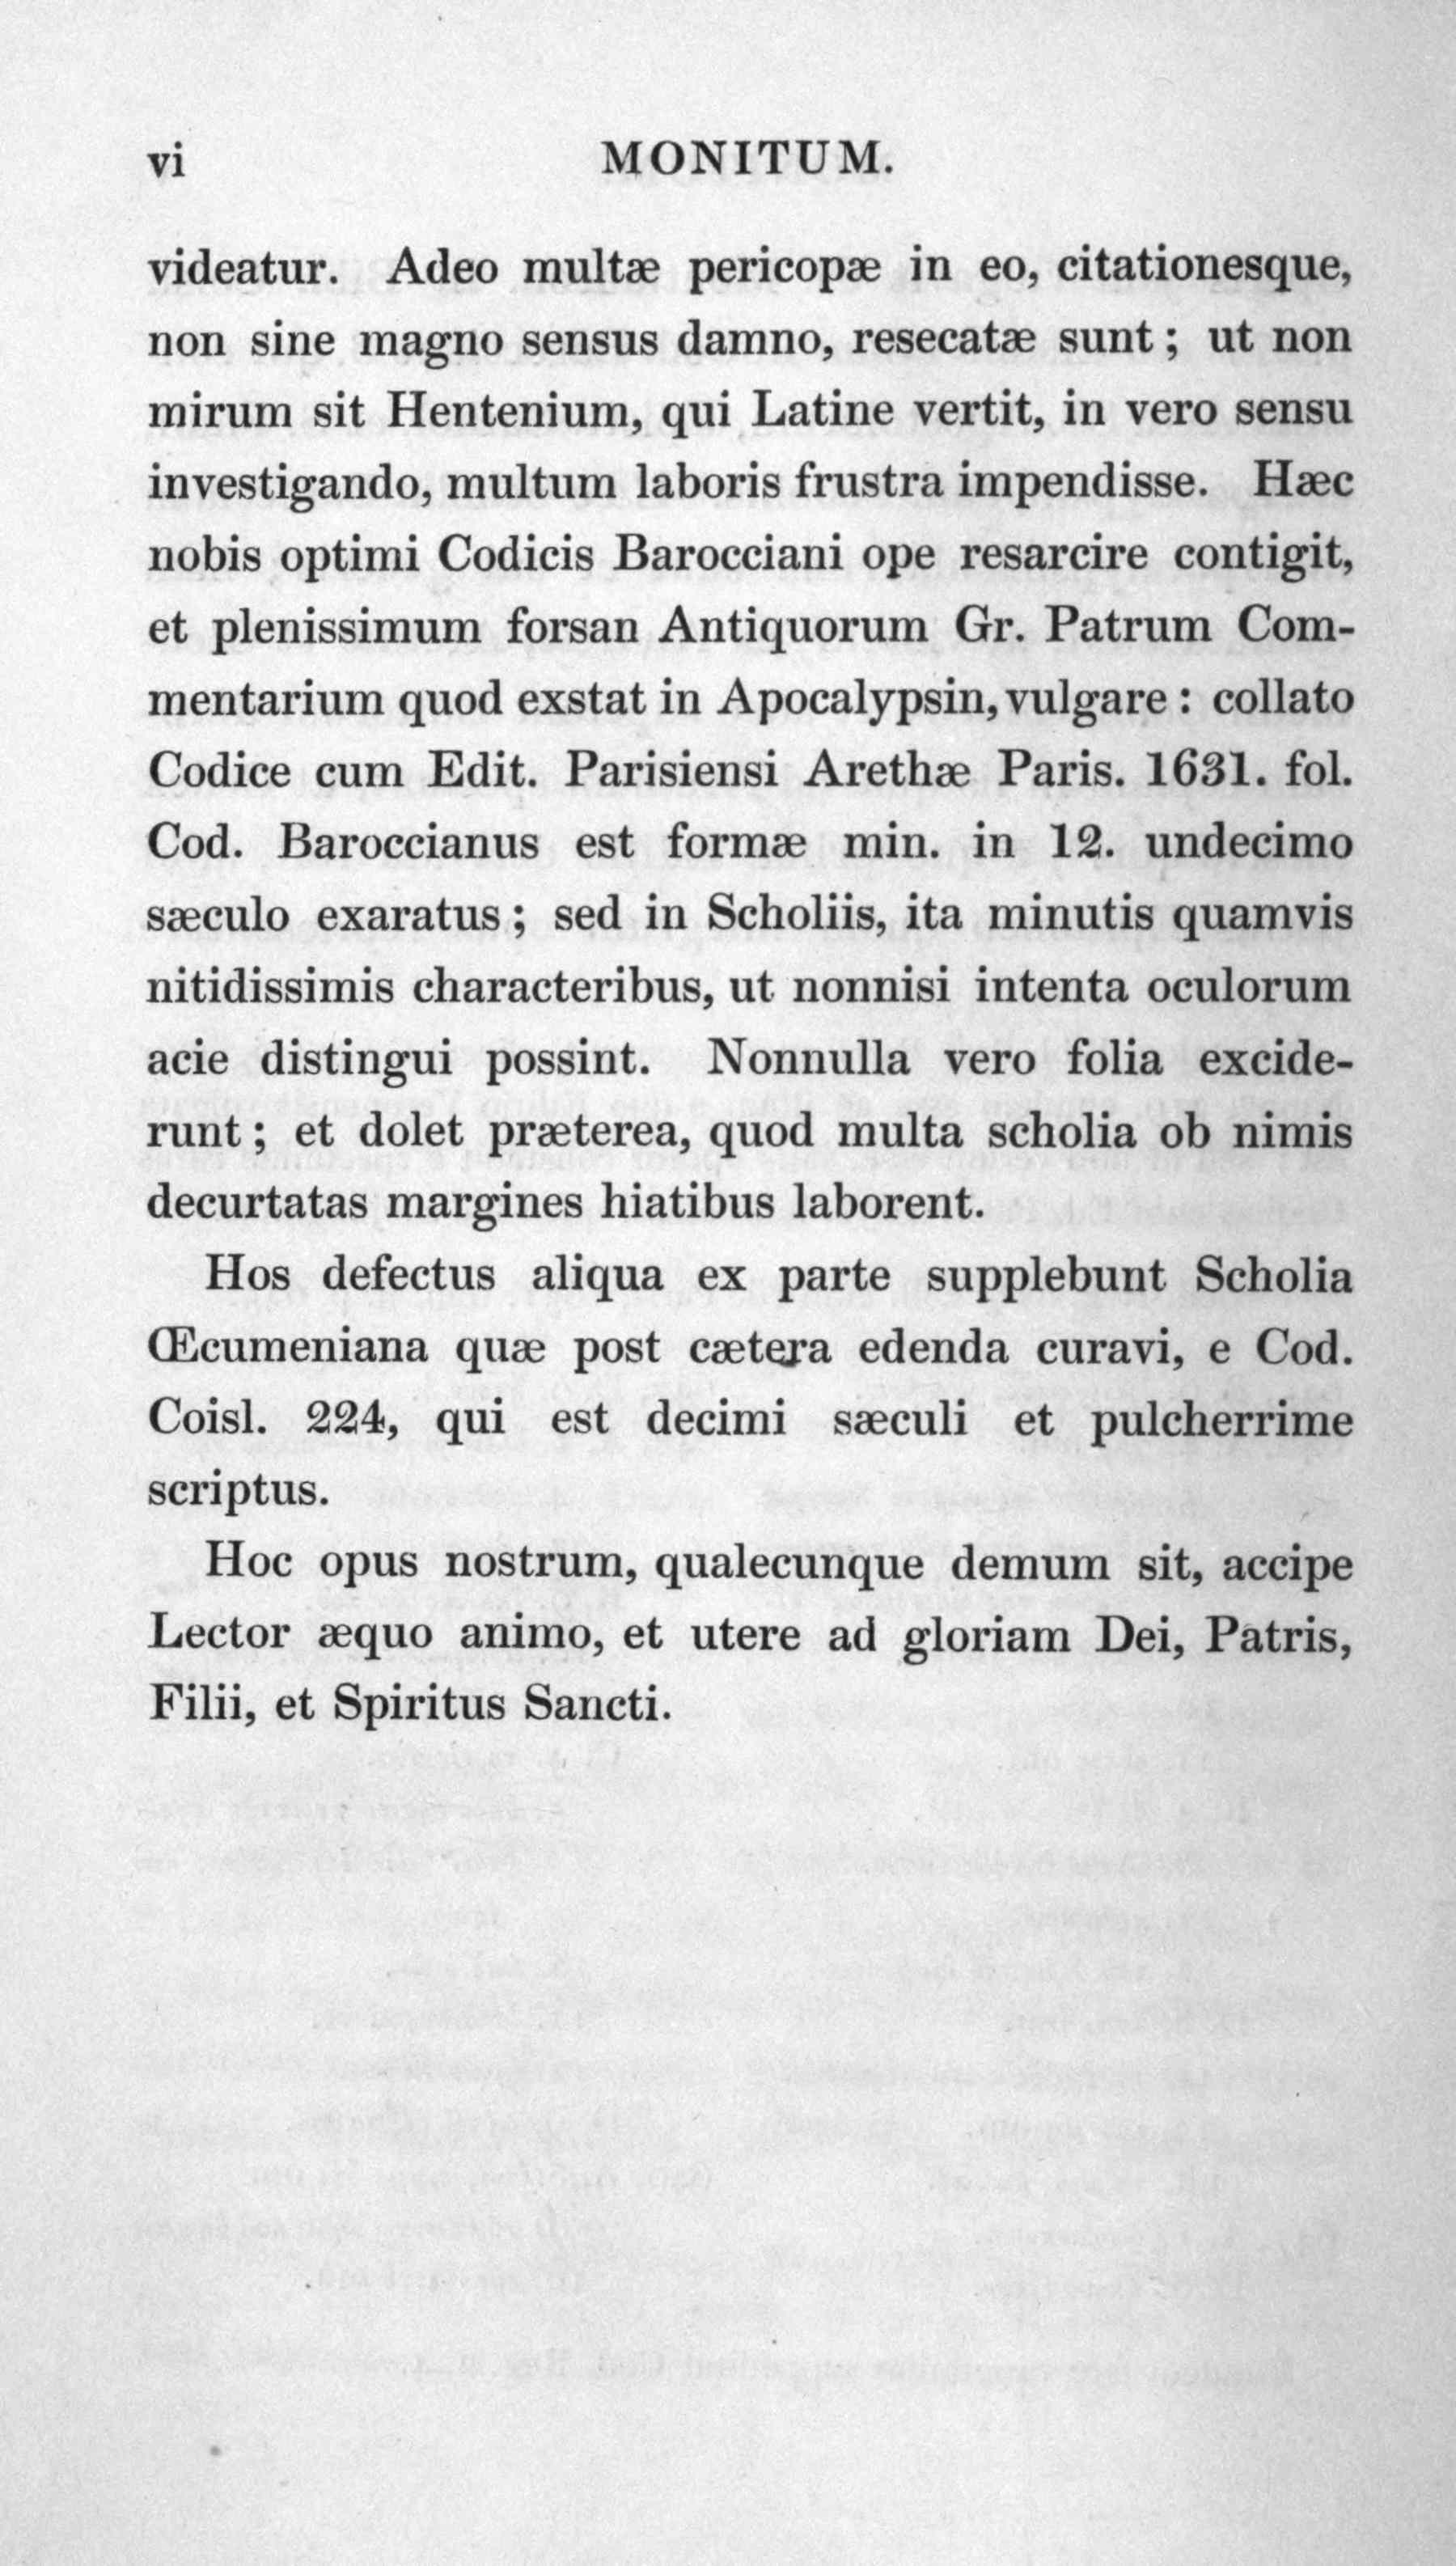 vi MONITUM.
videatur. Adeo multæ pericopæ in eo, citationesque,
non sine magno sensus damno, resecatæ sunt; ut non
mirum sit Hentenium, qui Latine vertit, in vero sensu
investigando, multum laboris frustra impendisse. Hæc
nobis optimi Codicis Barocciani ope resarcire contigit,
et plenissimum forsan Antiquorum Gr. Patrum Com-
mentarium quod exstat in Apocalypsin, vulgare: collato
Codice cum Edit. Parisiensi Arethæ Paris. 1631. fol.
Cod. Baroccianus est formæ min. in 12. undecimo
sæculo exaratus; sed in Scholiis, ita minutis quamvis
nitidissimis characteribus, ut nonnisi intenta oculorum
acie distingui possint. Nonnulla vero folia excide-
runt; et dolet præterea, quod multa scholia ob nimis
decurtatas margines hiatibus laborent.
Hos defectus aliqua ex parte supplebunt Scholia
Œcumeniana quæ post cætera edenda curavi, e Cod.
Coisl. 224, qui est decimi sæculi et pulcherrime
scriptus.
Hoc opus nostrum, qualecunque demum sit, accipe
Lector æquo animo, et utere ad gloriam Dei, Patris,
Filii, et Spiritus Sancti.